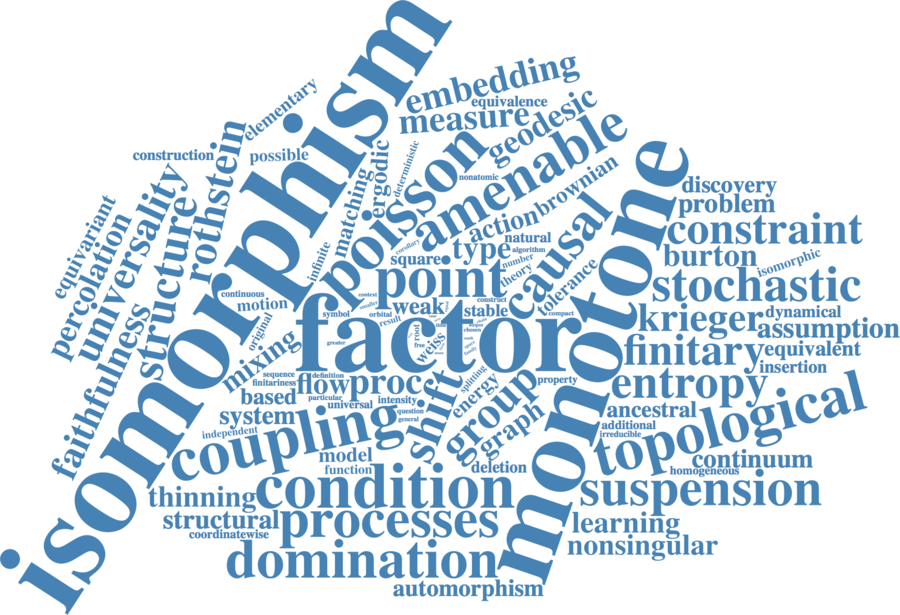 isomorphism
monotone
factor
embedding
equivalence
measure
geodesic
elementary
construction
possible
rothstein
ergodic
deterministic
matching
poisson
nonatomic
amenable
brownian
action
discovery
problem
constraint
burton
isomorphic
stochastic
universality
structure
equivariant
percolation
faithfulness
infinite
corollary
square
type
natural
algorithm
number
theory
causal
tolerance
point
continuous
motion
original
symbol
context
smaller
orbital
result
weak
construct
stable
compact
krieger
dynamical
assumption
finitary
equivalent
insertion
mixing
greater
root
free
weiss
chosen
splitting
sequence
finitariness
definition
flow
proc
based
particular
universal
intensity
question
general
shift
energy
property
group
graph
entropy
ancestral
additional
irreducible
topological
system
independent
coupling
model
function
deletion
continuum
homogeneous
condition
suspension
thinning
structural
coordinatewise
processes
learning
nonsingular
domination
automorphism